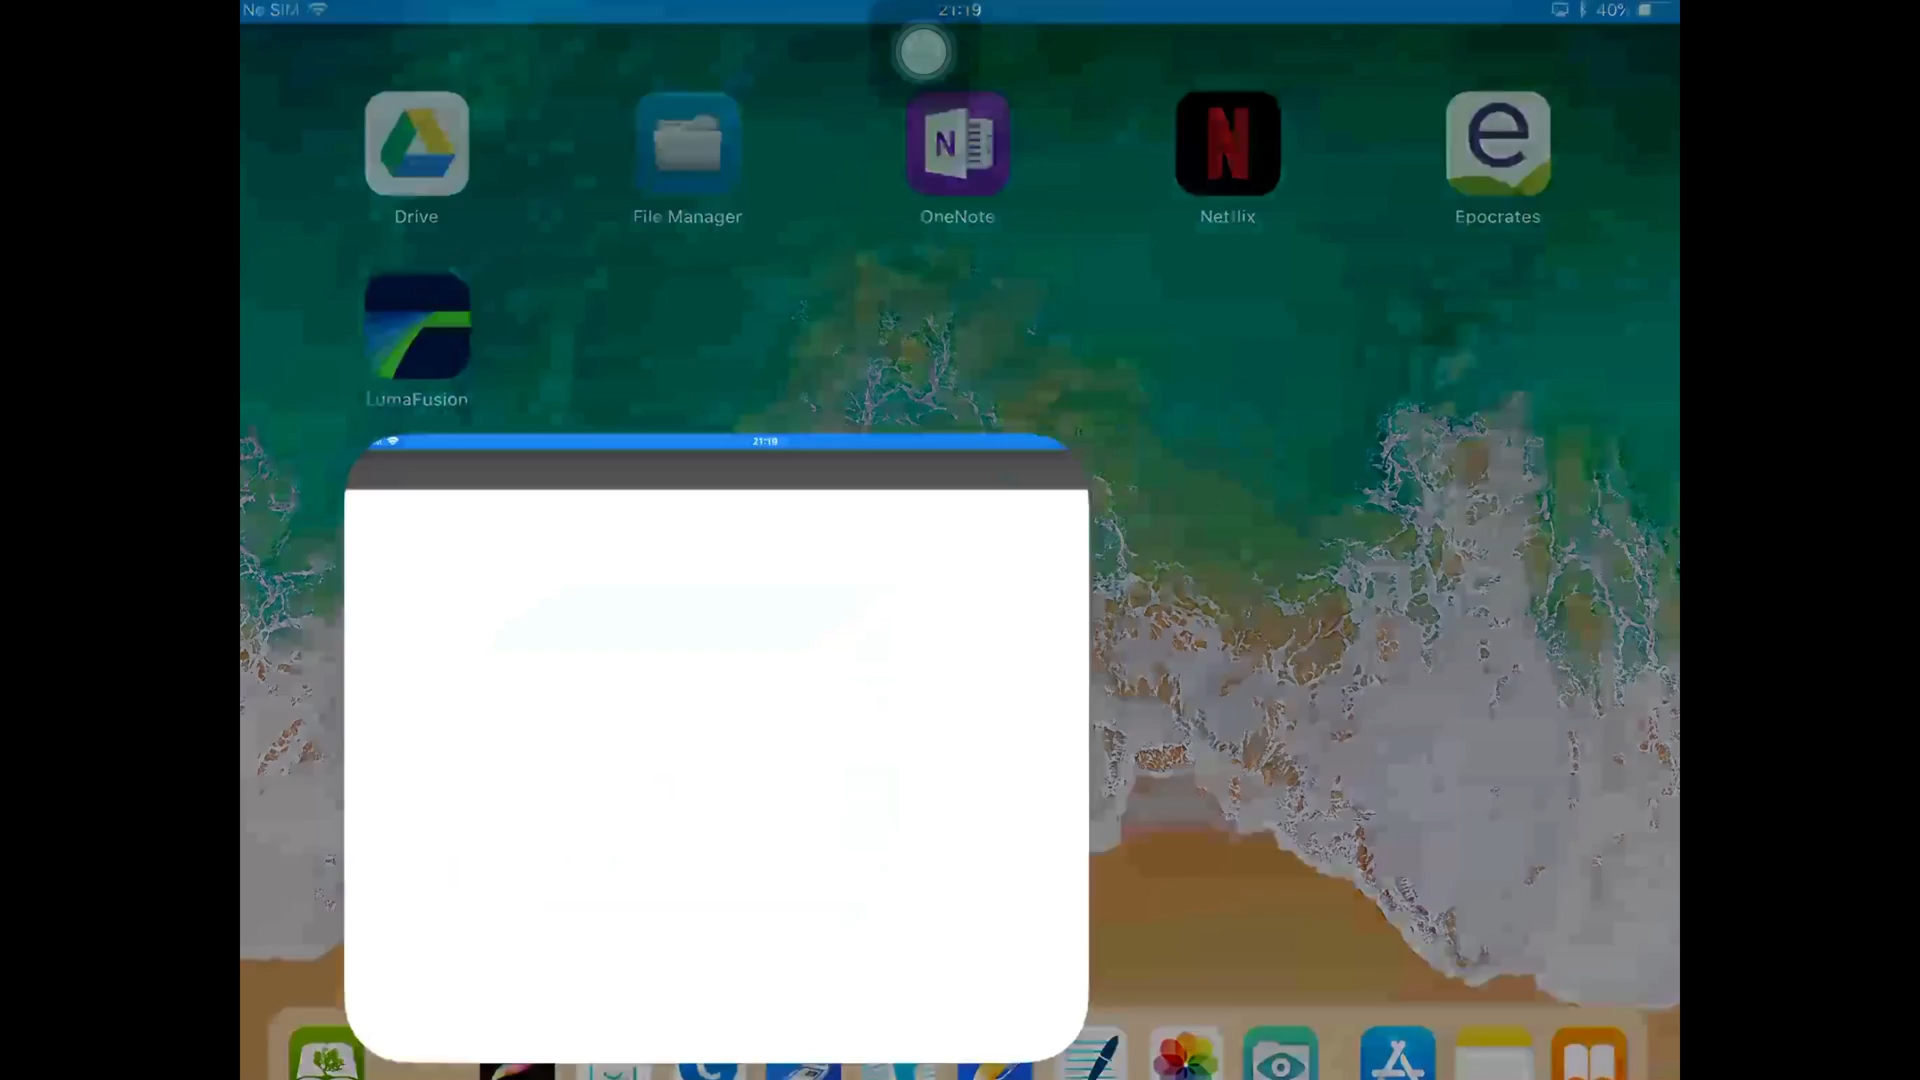 No SIM 21:19 40%
Drive File Manager OneNote Netflix Epocrates
LumaFusion
21:19